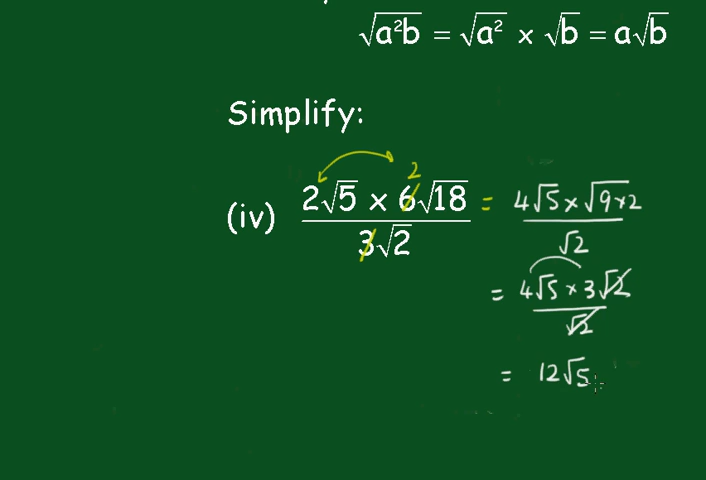 √a²b = √a² × √b = a√b
Simplify:
(iv) 2√5 × 6√18 / 3√2 = 4√5 × √9×2 / √2
2
= 4√5 × 3√2 / √2
= 12√5